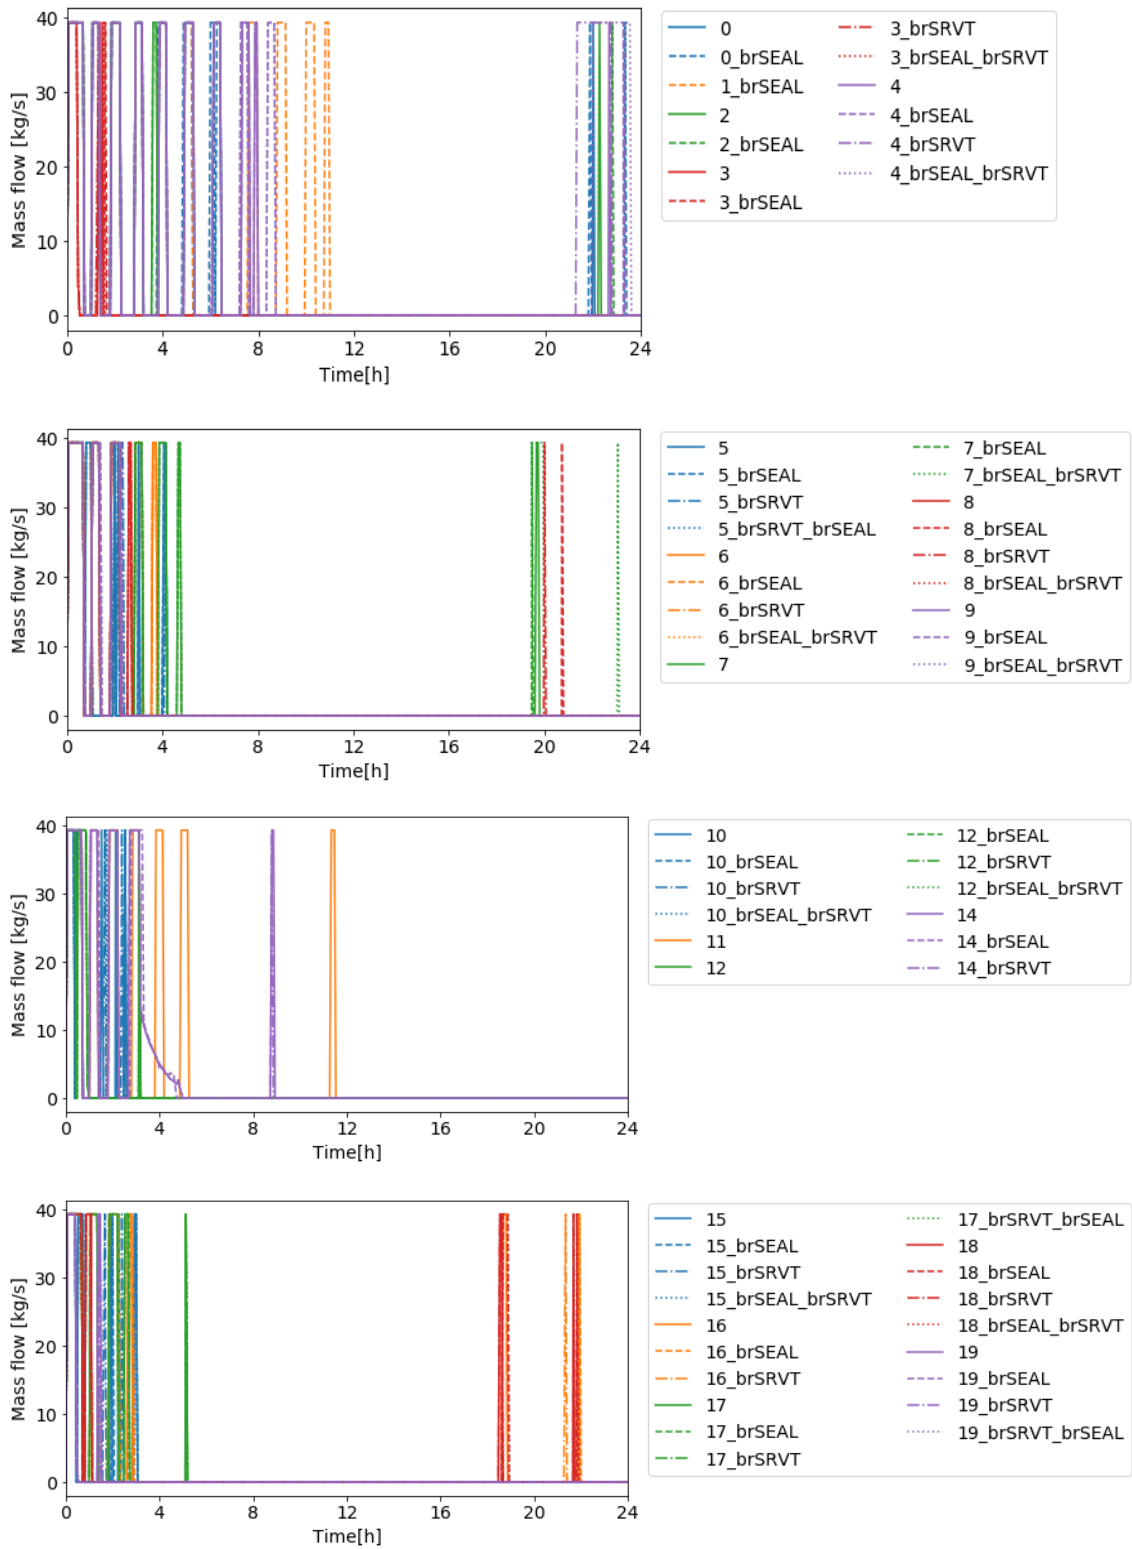 40
30
20
10
0
Mass flow [kg/s]
0 4 8 12 16 20 24
Time[h]
0
0_brSEAL
1_brSEAL
2
2_brSEAL
3
3_brSEAL
3_brSRVT
3_brSEAL_brSRVT
4
4_brSEAL
4_brSRVT
4_brSEAL_brSRVT
40
30
20
10
0
Mass flow [kg/s]
0 4 8 12 16 20 24
Time[h]
5
5_brSEAL
5_brSRVT
5_brSRVT_brSEAL
6
6_brSEAL
6_brSRVT
6_brSEAL_brSRVT
7
7_brSEAL
7_brSEAL_brSRVT
8
8_brSEAL
8_brSRVT
8_brSEAL_brSRVT
9
9_brSEAL
9_brSEAL_brSRVT
40
30
20
10
0
Mass flow [kg/s]
0 4 8 12 16 20 24
Time[h]
10
10_brSEAL
10_brSRVT
10_brSEAL_brSRVT
11
12
12_brSEAL
12_brSRVT
12_brSEAL_brSRVT
14
14_brSEAL
14_brSRVT
40
30
20
10
0
Mass flow [kg/s]
0 4 8 12 16 20 24
Time[h]
15
15_brSEAL
15_brSRVT
15_brSEAL_brSRVT
16
16_brSEAL
16_brSRVT
17
17_brSEAL
17_brSRVT
17_brSRVT_brSEAL
18
18_brSEAL
18_brSRVT
18_brSEAL_brSRVT
19
19_brSEAL
19_brSRVT
19_brSRVT_brSEAL